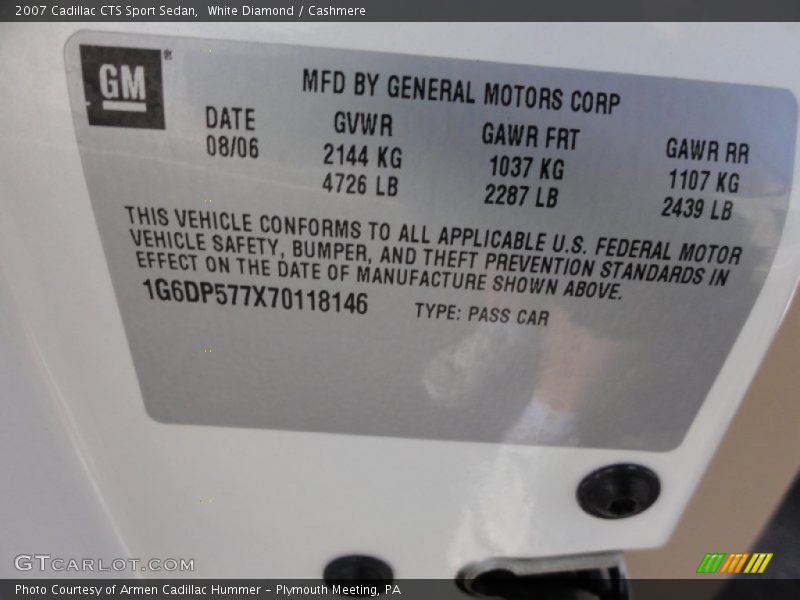 2007 Cadillac CTS Sport Sedan, White Diamond / Cashmere
GM®
MFD BY GENERAL MOTORS CORP
DATE GVWR GAWR FRT GAWR RR
08/06 2144 KG 1037 KG 1107 KG
4726 LB 2287 LB 2439 LB
THIS VEHICLE CONFORMS TO ALL APPLICABLE U.S. FEDERAL MOTOR
VEHICLE SAFETY, BUMPER, AND THEFT PREVENTION STANDARDS IN
EFFECT ON THE DATE OF MANUFACTURE SHOWN ABOVE.
1G6DP577X70118146 TYPE: PASS CAR
GTCARLOT.COM
Photo Courtesy of Armen Cadillac Hummer - Plymouth Meeting, PA